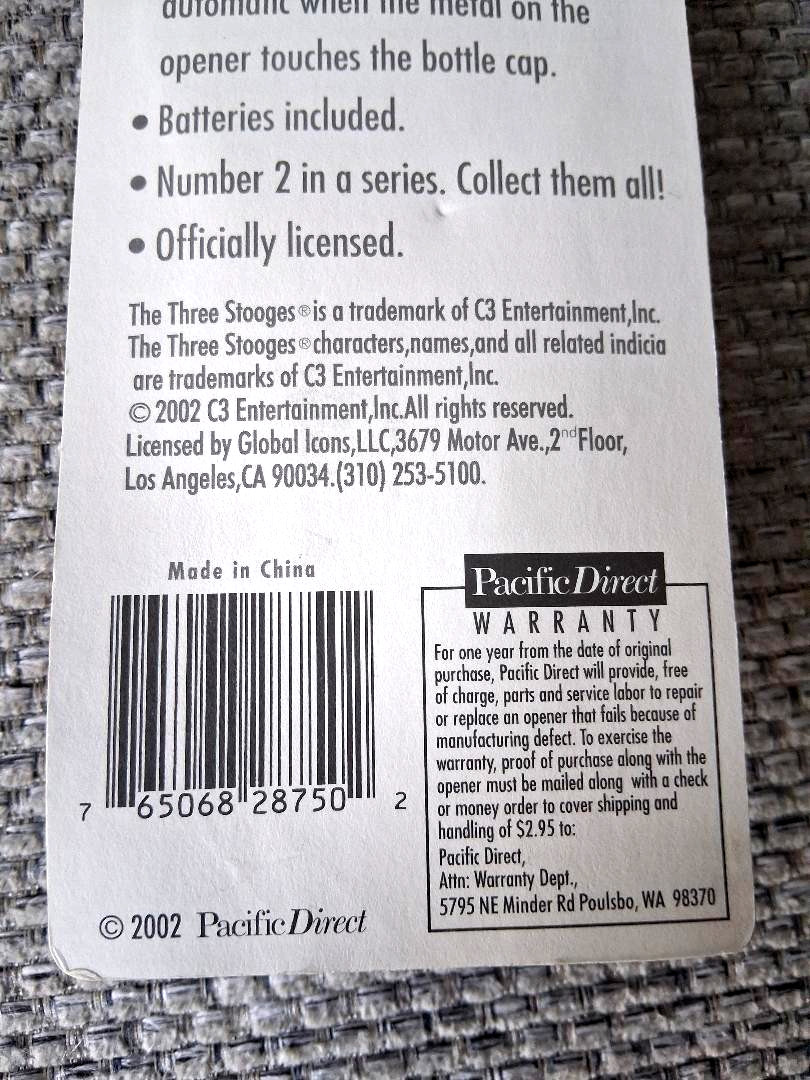 automatic when the metal on the
opener touches the bottle cap.
• Batteries included.
• Number 2 in a series. Collect them all!
• Officially licensed.
The Three Stooges® is a trademark of C3 Entertainment,Inc.
The Three Stooges® characters,names,and all related indicia
are trademarks of C3 Entertainment,Inc.
© 2002 C3 Entertainment,Inc.All rights reserved.
Licensed by Global Icons,LLC,3679 Motor Ave.,2nd Floor,
Los Angeles,CA 90034.(310) 253-5100.
Made in China
7 65068 28750 2
© 2002 Pacific Direct
Pacific Direct
WARRANTY
For one year from the date of original
purchase, Pacific Direct will provide, free
of charge, parts and service labor to repair
or replace an opener that fails because of
manufacturing defect. To exercise the
warranty, proof of purchase along with the
opener must be mailed along with a check
or money order to cover shipping and
handling of $2.95 to:
Pacific Direct,
Attn: Warranty Dept.,
5795 NE Minder Rd Poulsbo, WA 98370